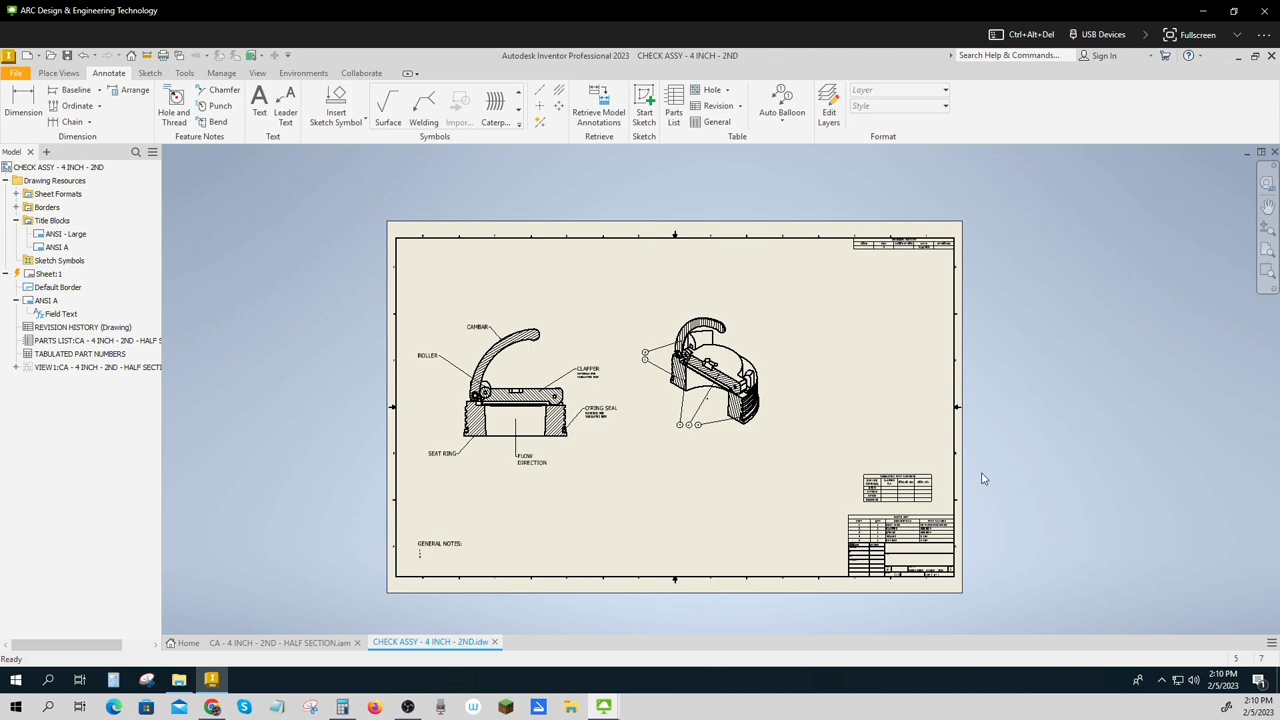 ARC Design & Engineering Technology
Ctrl+Alt+Del
USB Devices
Fullscreen
Autodesk Inventor Professional 2023 CHECK ASSY - 4 INCH - 2ND
Search Help & Commands...
Sign In
File
Place Views
Annotate
Sketch
Tools
Manage
View
Environments
Collaborate
Baseline
Arrange
Chamfer
Hole
Layer
Ordinate
Punch
Revision
Style
Dimension
Chain
Hole and
Thread
Bend
Text
Leader
Text
Insert
Sketch Symbol
Surface
Welding
Impor...
Caterp...
Retrieve Model
Annotations
Start
Sketch
Parts
List
General
Auto Balloon
Edit
Layers
Dimension
Feature Notes
Text
Symbols
Retrieve
Sketch
Table
Format
Model
CHECK ASSY - 4 INCH - 2ND
Drawing Resources
Sheet Formats
Borders
Title Blocks
ANSI - Large
ANSI A
Sketch Symbols
Sheet:1
Default Border
ANSI A
Field Text
REVISION HISTORY (Drawing)
PARTS LIST:CA - 4 INCH - 2ND - HALF S
TABULATED PART NUMBERS
VIEW1:CA - 4 INCH - 2ND - HALF SECTI
CAMBAR
ROLLER
CLAPPER
O'RING SEAL
SEAT RING
FLOW
DIRECTION
GENERAL NOTES:
Home
CA - 4 INCH - 2ND - HALF SECTION.iam
CHECK ASSY - 4 INCH - 2ND.idw
Ready
5
7
2:10 PM
2/5/2023
2:10 PM
2/5/2023